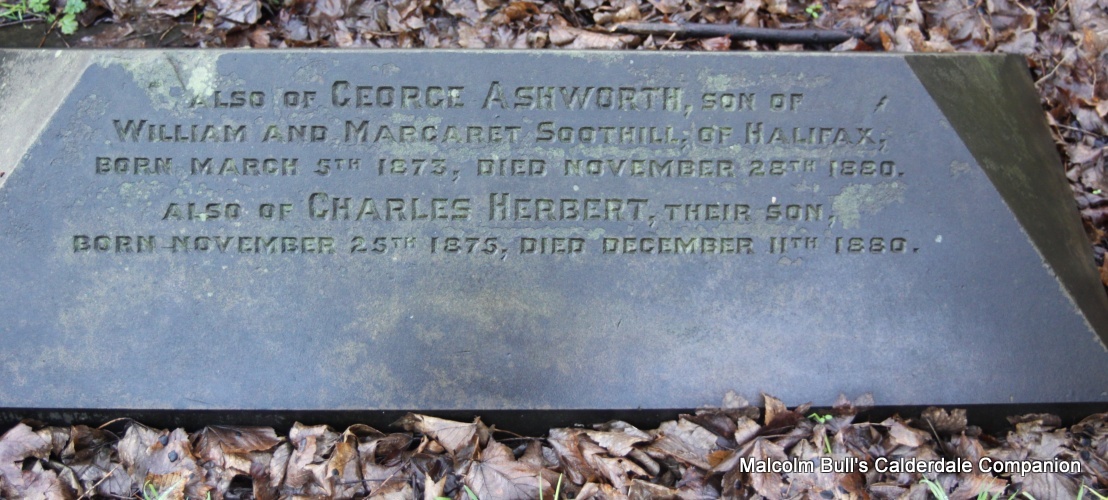 ALSO OF GEORGE ASHWORTH, SON OF
WILLIAM AND MARGARET SOOTHILL, OF HALIFAX,
BORN MARCH 5TH 1873, DIED NOVEMBER 28TH 1880.
ALSO OF CHARLES HERBERT, THEIR SON,
BORN NOVEMBER 25TH 1875, DIED DECEMBER 11TH 1880.
Malcolm Bull's Calderdale Companion